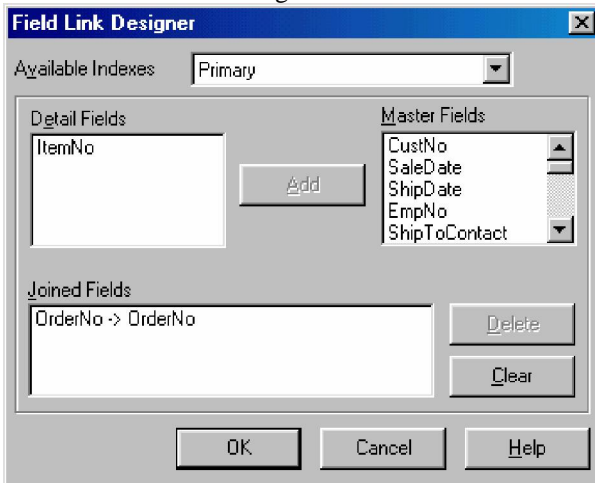 Field Link Designer
Available Indexes Primary
Detail Fields
ItemNo
Add
Master Fields
CustNo
SaleDate
ShipDate
EmpNo
ShipToContact
Joined Fields
OrderNo -> OrderNo
Delete
Clear
OK Cancel Help